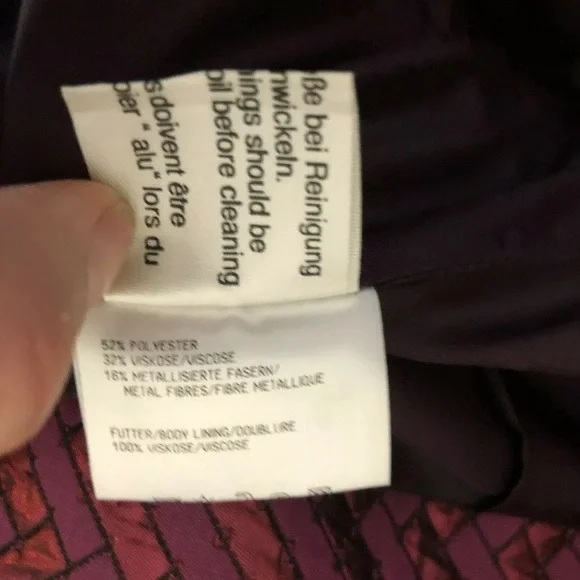 ße bei Reinigung
nwickeln.
ings should be
oil before cleaning
s doivent être
pier " alu" lors du
52% POLYESTER
32% VISKOSE/VISCOSE
16% METALLISIERTE FASERN/
METAL FIBRES/FIBRE METALLIQUE
FUTTER/BODY LINING/DOUBLURE
100% VISKOSE/VISCOSE